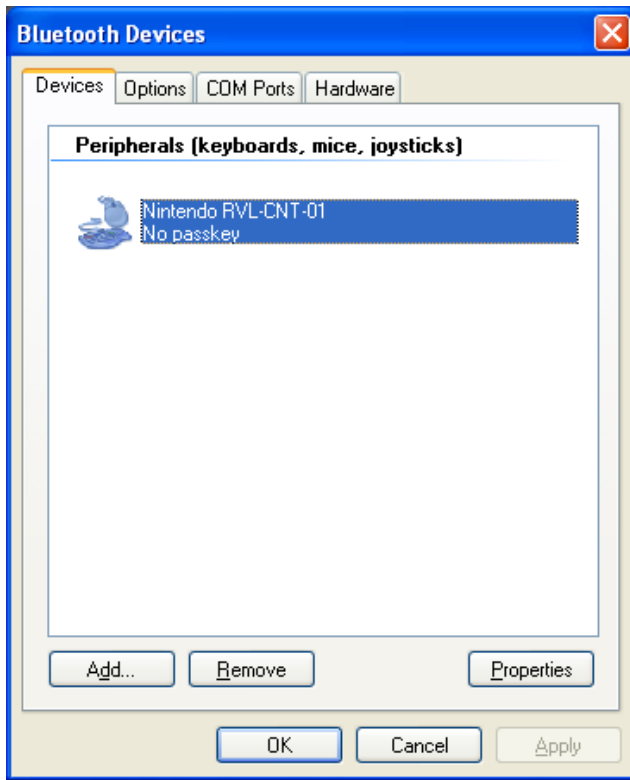 Bluetooth Devices
Devices Options COM Ports Hardware
Peripherals (keyboards, mice, joysticks)
Nintendo RVL-CNT-01
No passkey
Add... Remove Properties
OK Cancel Apply